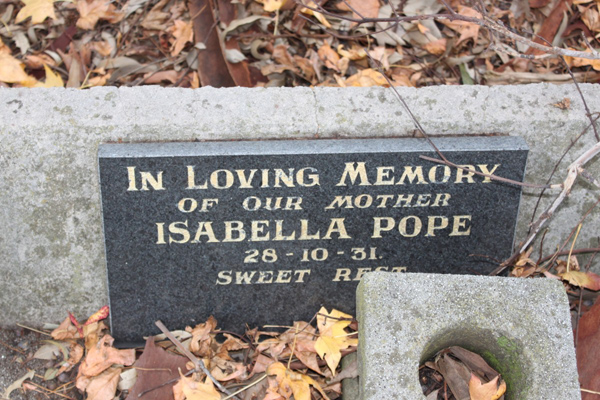 IN LOVING MEMORY
OF OUR MOTHER
ISABELLA POPE
28-10-31.
SWEET REST